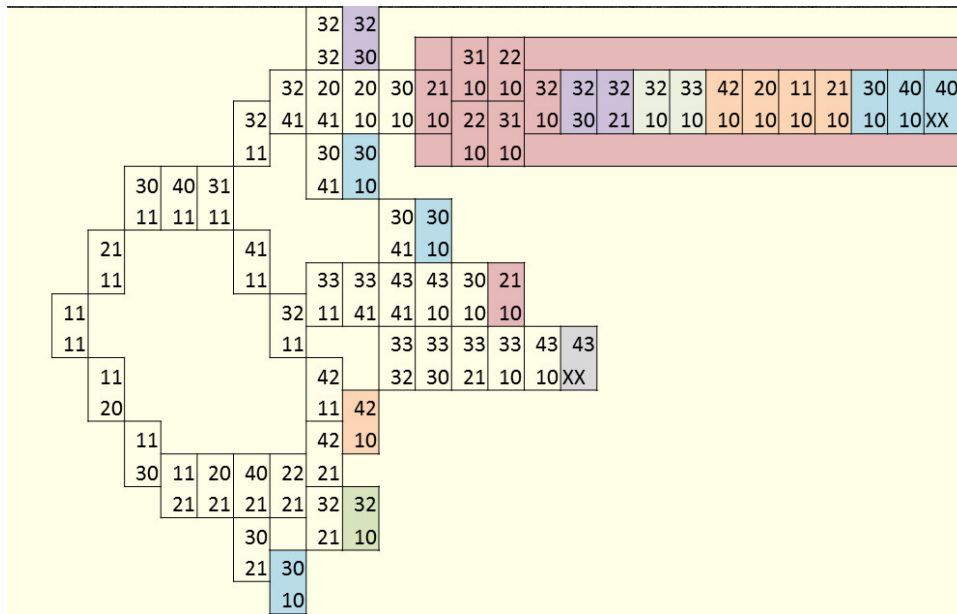 32 32
32 30 31 22
32 20 20 30 21 10 10 32 32 32 32 33 42 20 11 21 30 40 40
32 41 41 10 10 10 22 31 10 30 21 10 10 10 10 10 10 10 10 XX
11 30 30 10 10
30 40 31 41 10
11 11 11 30 30
21 41 41 10
11 11 33 33 43 43 30 21
11 32 11 41 41 10 10 10
11 11 33 33 33 33 43 43
11 42 32 30 21 10 10 XX
20 11 42
11 42 10
30 11 20 40 22 21
21 21 21 21 32 32
30 21 10
21 30
10